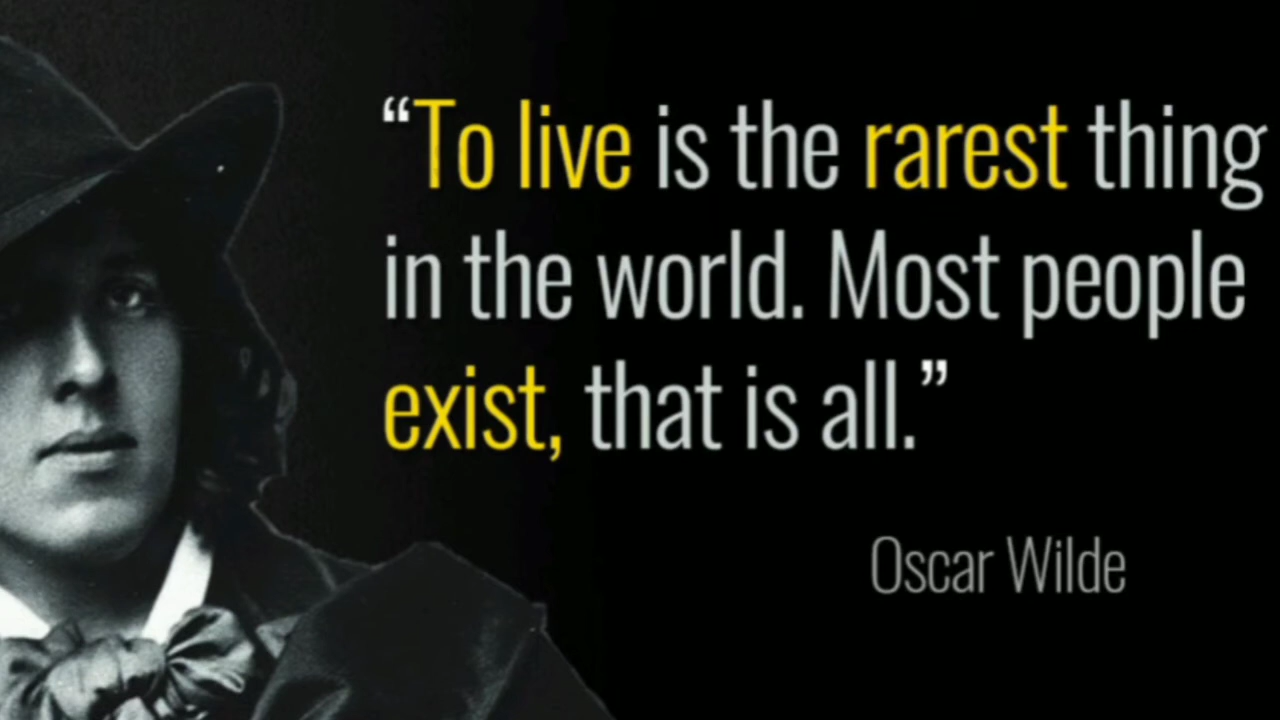 “To live is the rarest thing
in the world. Most people
exist, that is all.”
Oscar Wilde